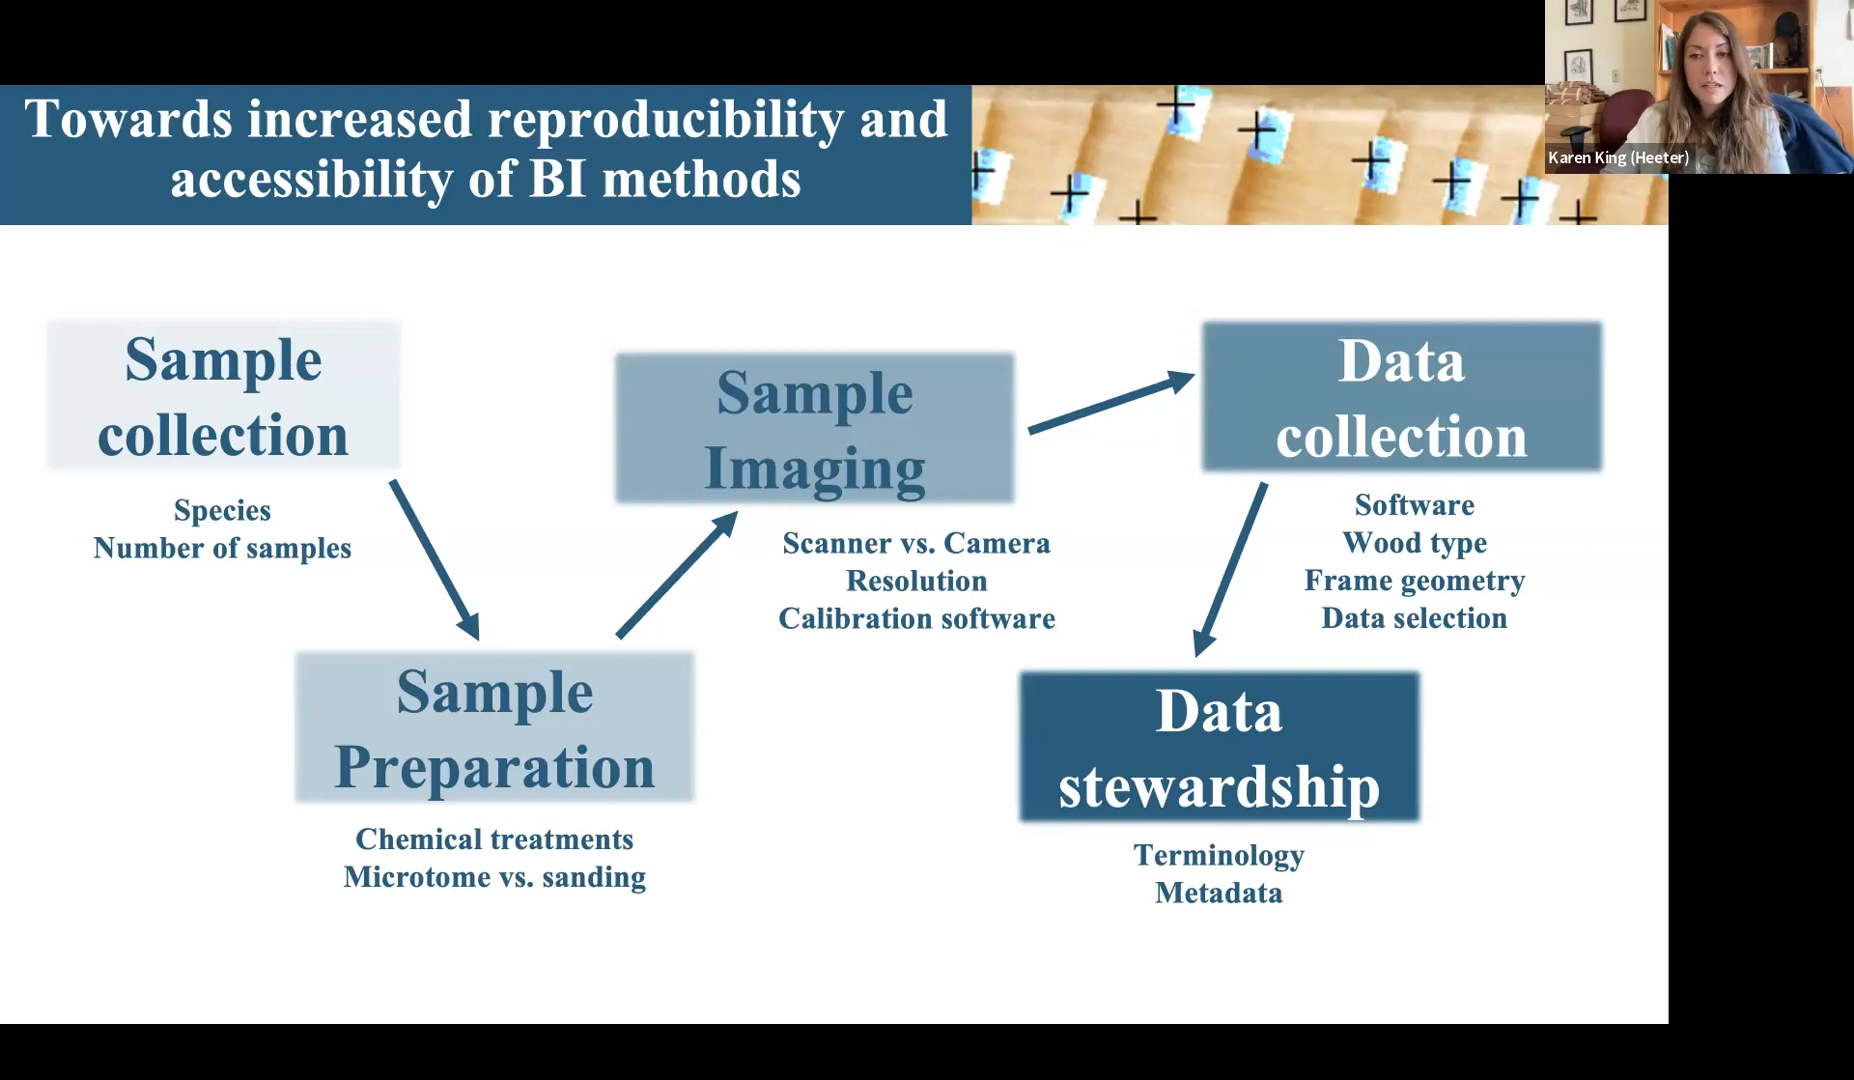 Towards increased reproducibility and
accessibility of BI methods
Karen King (Heeter)
Sample
collection
Species
Number of samples
Sample
Preparation
Chemical treatments
Microtome vs. sanding
Sample
Imaging
Scanner vs. Camera
Resolution
Calibration software
Data
collection
Software
Wood type
Frame geometry
Data selection
Data
stewardship
Terminology
Metadata